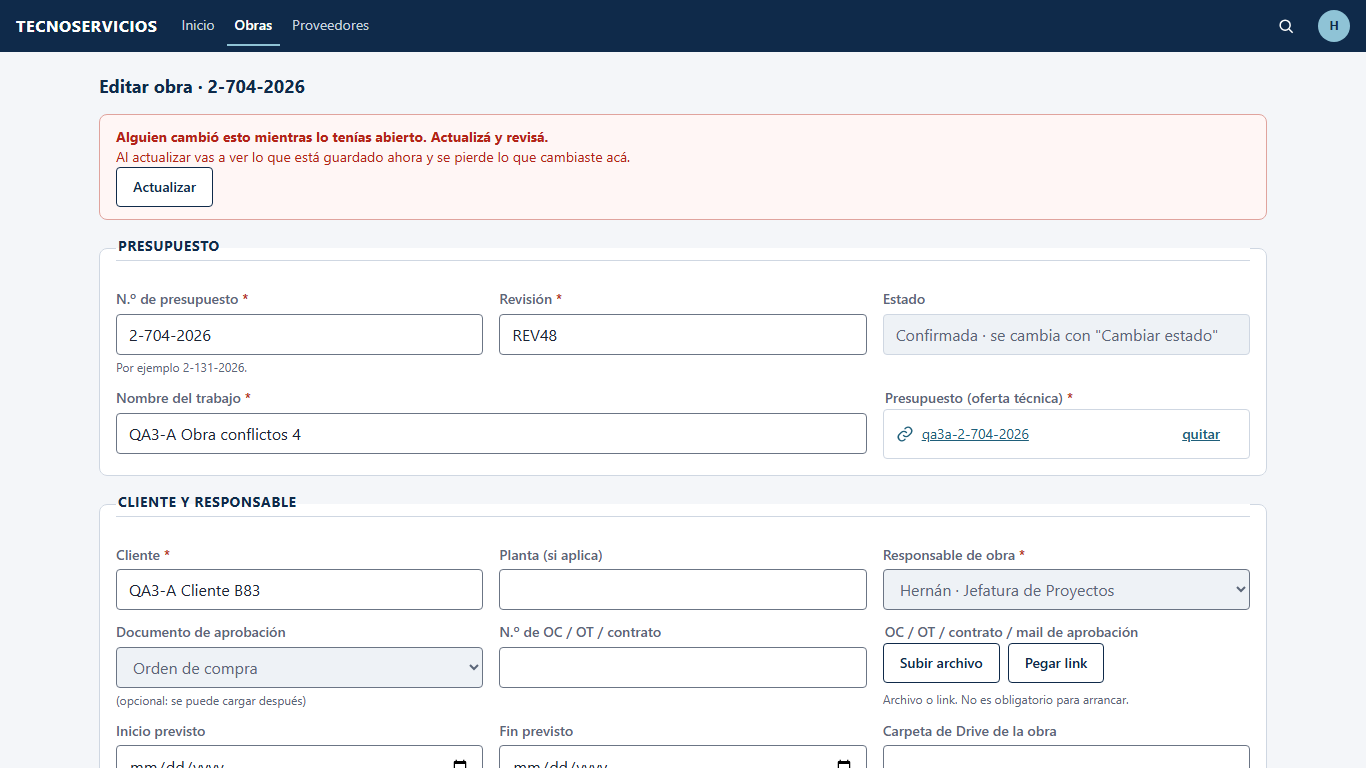 TECNOSERVICIOS Inicio Obras Proveedores H
Editar obra · 2-704-2026
Alguien cambió esto mientras lo tenías abierto. Actualizá y revisá.
Al actualizar vas a ver lo que está guardado ahora y se pierde lo que cambiaste acá.
Actualizar
PRESUPUESTO
N.º de presupuesto * Revisión * Estado
2-704-2026 REV48 Confirmada · se cambia con "Cambiar estado"
Por ejemplo 2-131-2026.
Nombre del trabajo * Presupuesto (oferta técnica) *
QA3-A Obra conflictos 4 qa3a-2-704-2026 quitar
CLIENTE Y RESPONSABLE
Cliente * Planta (si aplica) Responsable de obra *
QA3-A Cliente B83 Hernán · Jefatura de Proyectos
Documento de aprobación N.º de OC / OT / contrato OC / OT / contrato / mail de aprobación
Orden de compra Subir archivo Pegar link
(opcional: se puede cargar después) Archivo o link. No es obligatorio para arrancar.
Inicio previsto Fin previsto Carpeta de Drive de la obra
mm/dd/yyyy mm/dd/yyyy